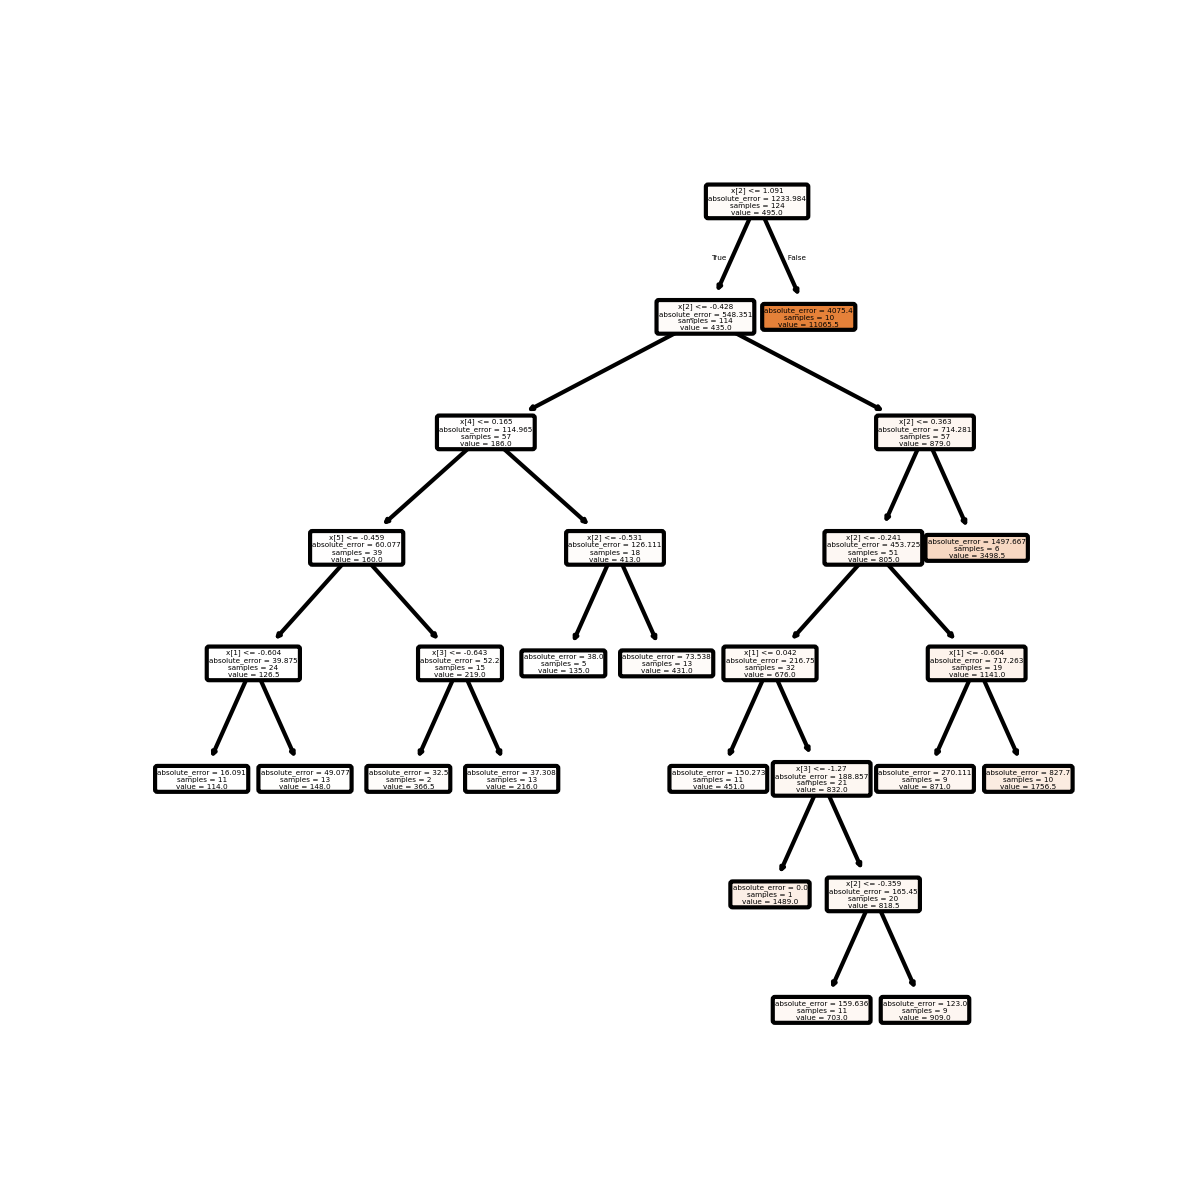 x[2] <= 1.091
absolute_error = 1233.984
samples = 124
value = 495.0
True
False
x[2] <= -0.428
absolute_error = 548.351
samples = 114
value = 435.0
absolute_error = 4075.4
samples = 10
value = 11065.5
x[4] <= 0.165
absolute_error = 114.965
samples = 57
value = 186.0
x[2] <= 0.363
absolute_error = 714.281
samples = 57
value = 879.0
x[5] <= -0.459
absolute_error = 60.077
samples = 39
value = 160.0
x[2] <= -0.531
absolute_error = 126.111
samples = 18
value = 413.0
x[2] <= -0.241
absolute_error = 453.725
samples = 51
value = 805.0
absolute_error = 1497.667
samples = 6
value = 3498.5
x[1] <= -0.604
absolute_error = 39.875
samples = 24
value = 126.5
x[3] <= -0.643
absolute_error = 52.2
samples = 15
value = 219.0
absolute_error = 38.0
samples = 5
value = 135.0
absolute_error = 73.538
samples = 13
value = 431.0
x[1] <= 0.042
absolute_error = 216.75
samples = 32
value = 676.0
x[1] <= -0.604
absolute_error = 717.263
samples = 19
value = 1141.0
absolute_error = 16.091
samples = 11
value = 114.0
absolute_error = 49.077
samples = 13
value = 148.0
absolute_error = 32.5
samples = 2
value = 366.5
absolute_error = 37.308
samples = 13
value = 216.0
absolute_error = 150.273
samples = 11
value = 451.0
x[3] <= -1.27
absolute_error = 188.857
samples = 21
value = 832.0
absolute_error = 270.111
samples = 9
value = 871.0
absolute_error = 827.7
samples = 10
value = 1756.5
absolute_error = 0.0
samples = 1
value = 1489.0
x[2] <= -0.359
absolute_error = 165.45
samples = 20
value = 818.5
absolute_error = 159.636
samples = 11
value = 703.0
absolute_error = 123.0
samples = 9
value = 909.0